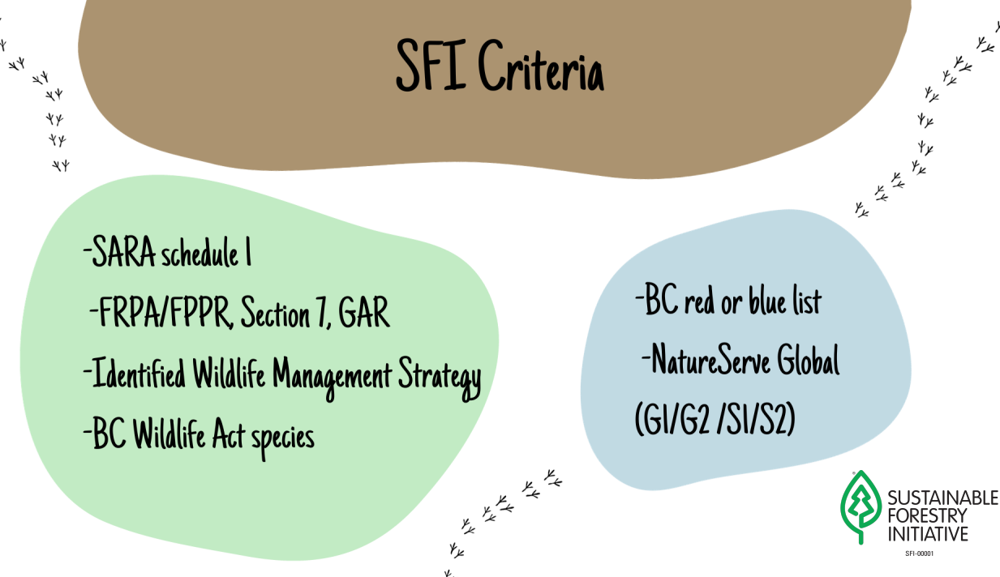 SFI Criteria
-SARA schedule 1
-FRPA/FPPR, Section 7, GAR
-Identified Wildlife Management Strategy
-BC Wildlife Act species
-BC red or blue list
-NatureServe Global
(G1/G2 /S1/S2)
®
SUSTAINABLE
FORESTRY
INITIATIVE
SFI-00001